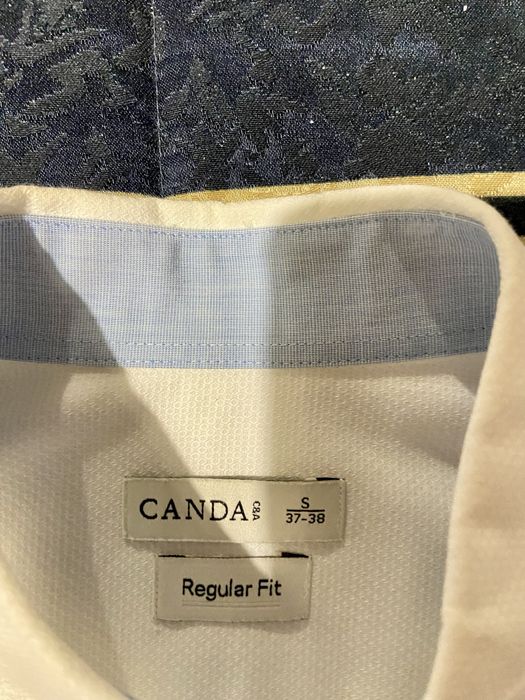 CANDA C&A
S
37-38
Regular Fit